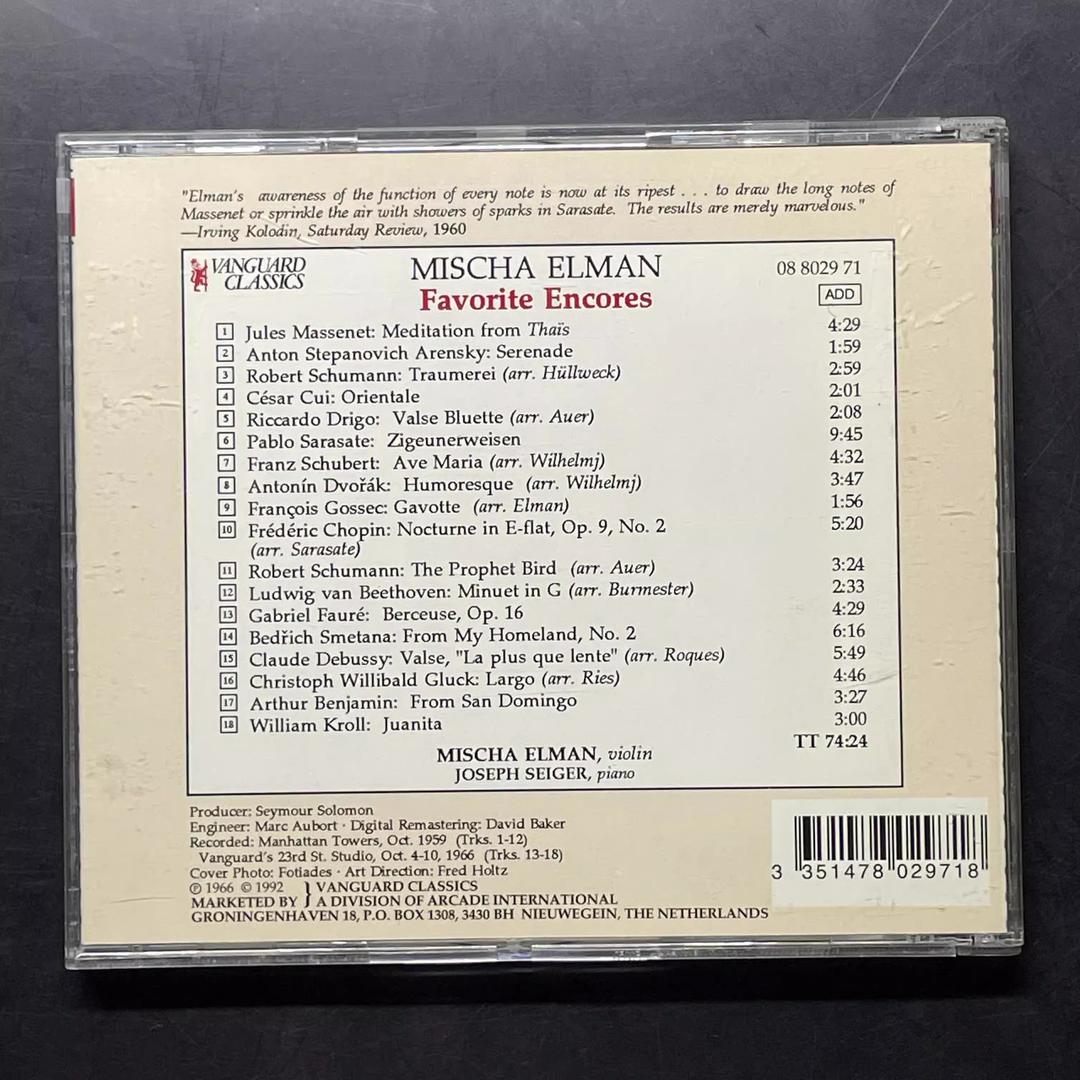 "Elman's awareness of the function of every note is now at its ripest . . . to draw the long notes of
Massenet or sprinkle the air with showers of sparks in Sarasate. The results are merely marvelous."
—Irving Kolodin, Saturday Review, 1960
VANGUARD
CLASSICS
MISCHA ELMAN
Favorite Encores
08 8029 71
ADD
1 Jules Massenet: Meditation from Thaïs 4:29
2 Anton Stepanovich Arensky: Serenade 1:59
3 Robert Schumann: Traumerei (arr. Hüllweck) 2:59
4 César Cui: Orientale 2:01
5 Riccardo Drigo: Valse Bluette (arr. Auer) 2:08
6 Pablo Sarasate: Zigeunerweisen 9:45
7 Franz Schubert: Ave Maria (arr. Wilhelmj) 4:32
8 Antonín Dvořák: Humoresque (arr. Wilhelmj) 3:47
9 François Gossec: Gavotte (arr. Elman) 1:56
10 Frédéric Chopin: Nocturne in E-flat, Op. 9, No. 2 5:20
(arr. Sarasate)
11 Robert Schumann: The Prophet Bird (arr. Auer) 3:24
12 Ludwig van Beethoven: Minuet in G (arr. Burmester) 2:33
13 Gabriel Fauré: Berceuse, Op. 16 4:29
14 Bedřich Smetana: From My Homeland, No. 2 6:16
15 Claude Debussy: Valse, "La plus que lente" (arr. Roques) 5:49
16 Christoph Willibald Gluck: Largo (arr. Ries) 4:46
17 Arthur Benjamin: From San Domingo 3:27
18 William Kroll: Juanita 3:00
TT 74:24
MISCHA ELMAN, violin
JOSEPH SEIGER, piano
Producer: Seymour Solomon
Engineer: Marc Aubort · Digital Remastering: David Baker
Recorded: Manhattan Towers, Oct. 1959 (Trks. 1-12)
Vanguard's 23rd St. Studio, Oct. 4-10, 1966 (Trks. 13-18)
Cover Photo: Fotiades · Art Direction: Fred Holtz
℗ 1966 © 1992 } VANGUARD CLASSICS
MARKETED BY } A DIVISION OF ARCADE INTERNATIONAL
GRONINGENHAVEN 18, P.O. BOX 1308, 3430 BH NIEUWEGEIN, THE NETHERLANDS
3 351478 029718